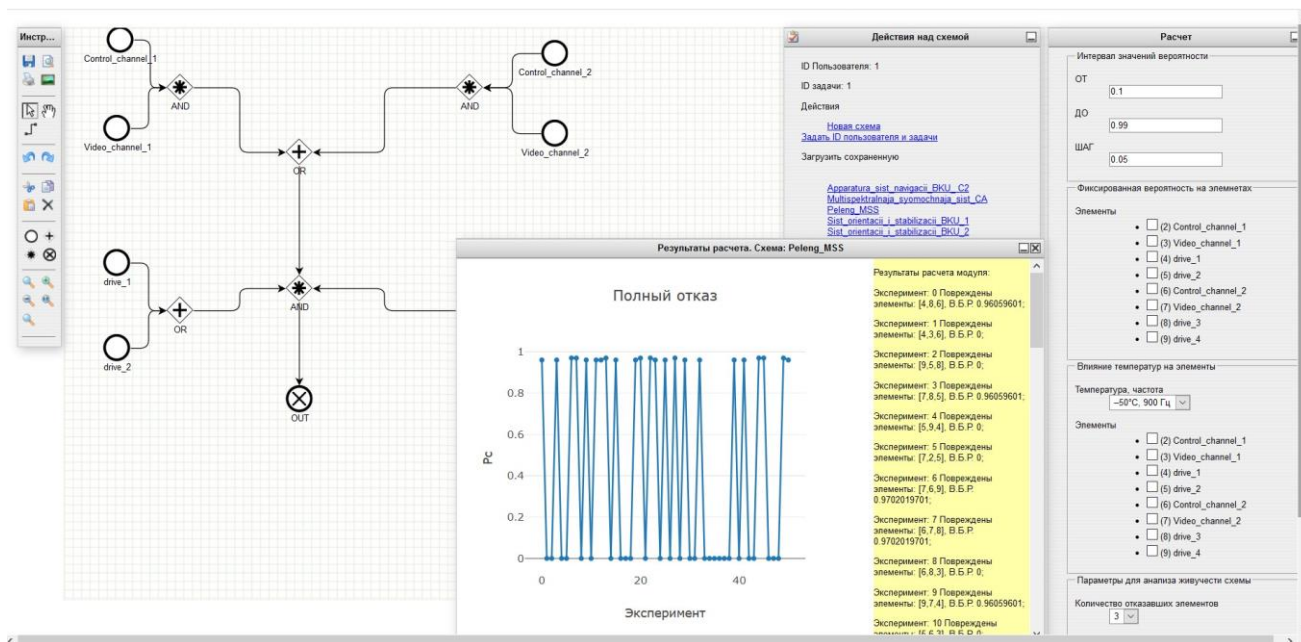 Инстр...
Control_channel_1
AND
Video_channel_1
Control_channel_2
AND
Video_channel_2
OR
drive_1
OR
AND
drive_2
OUT
Действия над схемой
ID Пользователя: 1
ID задачи: 1
Действия
Новая схема
Задать ID пользователя и задачи
Загрузить сохраненную
Apparatura_sist_navigacii_BKU_ C2
Multispektralnaja_syomochnaja_sist_CA
Peleng_MSS
Sist_orientacii_i_stabilizacii_BKU_1
Sist_orientacii_i_stabilizacii_BKU_2
Результаты расчета. Схема: Peleng_MSS
Полный отказ
Pc
1
0.8
0.6
0.4
0.2
0
0
20
40
Эксперимент
Результаты расчета модуля:
Эксперимент: 0 Повреждены
элементы: [4,8,6], В.Б.Р. 0.96059601;
Эксперимент: 1 Повреждены
элементы: [4,3,6], В.Б.Р. 0;
Эксперимент: 2 Повреждены
элементы: [9,5,8], В.Б.Р. 0;
Эксперимент: 3 Повреждены
элементы: [7,8,5], В.Б.Р. 0.96059601;
Эксперимент: 4 Повреждены
элементы: [5,9,4], В.Б.Р. 0;
Эксперимент: 5 Повреждены
элементы: [7,2,5], В.Б.Р. 0;
Эксперимент: 6 Повреждены
элементы: [7,6,9], В.Б.Р.
0.9702019701;
Эксперимент: 7 Повреждены
элементы: [6,7,8], В.Б.Р.
0.9702019701;
Эксперимент: 8 Повреждены
элементы: [6,8,3], В.Б.Р. 0;
Эксперимент: 9 Повреждены
элементы: [9,7,4], В.Б.Р. 0.96059601;
Эксперимент: 10 Повреждены
Расчет
Интервал значений вероятности
ОТ
0.1
ДО
0.99
ШАГ
0.05
Фиксированная вероятность на элемнетах
Элементы
(2) Control_channel_1
(3) Video_channel_1
(4) drive_1
(5) drive_2
(6) Control_channel_2
(7) Video_channel_2
(8) drive_3
(9) drive_4
Влияние температур на элементы
Температура, частота
–50°C, 900 Гц
Элементы
(2) Control_channel_1
(3) Video_channel_1
(4) drive_1
(5) drive_2
(6) Control_channel_2
(7) Video_channel_2
(8) drive_3
(9) drive_4
Параметры для анализа живучести схемы
Количество отказавших элементов
3